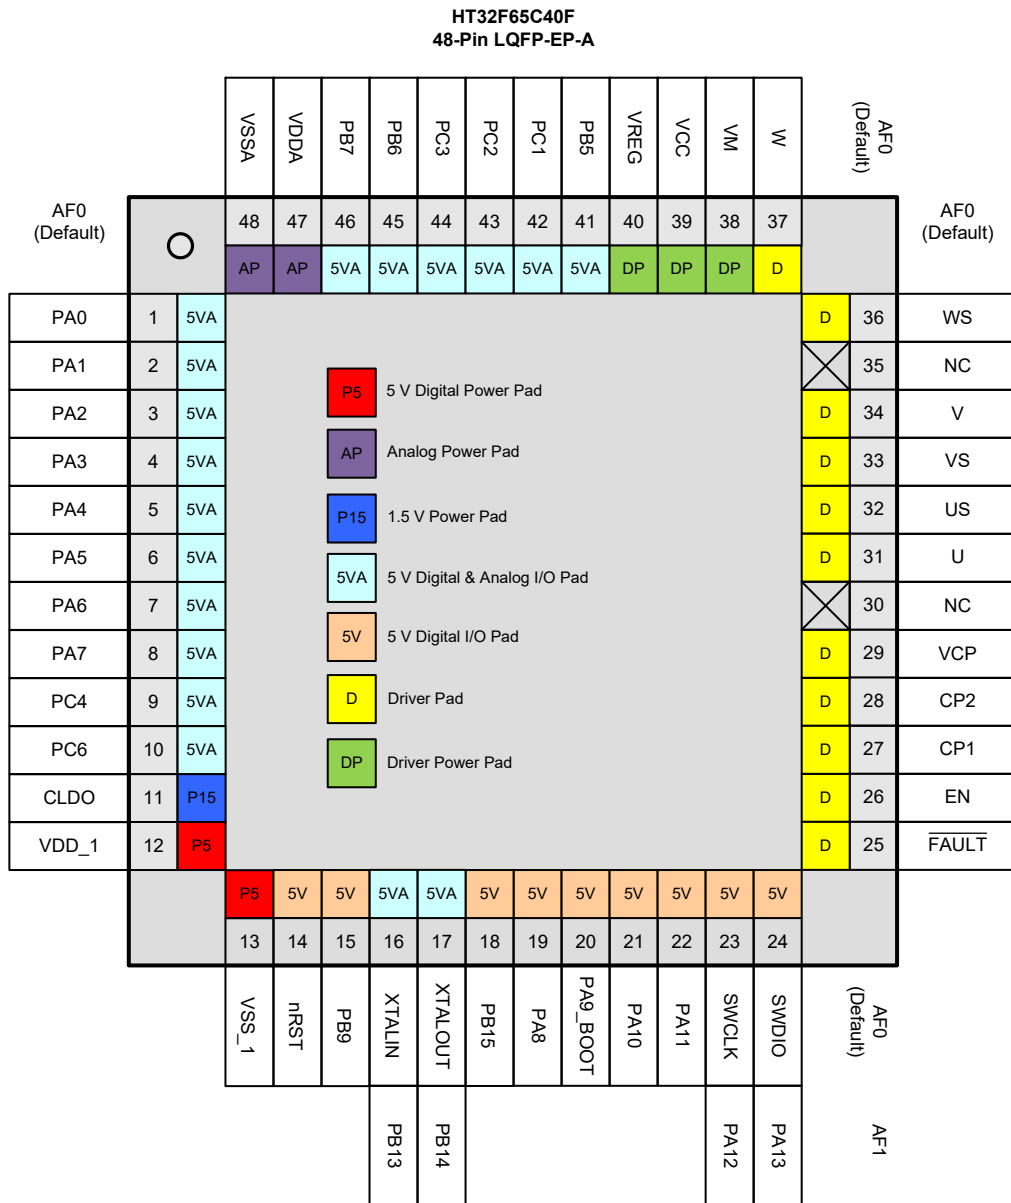 HT32F65C40F
48-Pin LQFP-EP-A
VSSA VDDA PB7 PB6 PC3 PC2 PC1 PB5 VREG VCC VM W
AF0
(Default)
AF0
(Default)
48 47 46 45 44 43 42 41 40 39 38 37
AF0
(Default)
AP AP 5VA 5VA 5VA 5VA 5VA 5VA DP DP DP D
PA0 1 5VA D 36 WS
PA1 2 5VA 35 NC
PA2 3 5VA D 34 V
PA3 4 5VA D 33 VS
PA4 5 5VA D 32 US
PA5 6 5VA D 31 U
PA6 7 5VA 30 NC
PA7 8 5VA D 29 VCP
PC4 9 5VA D 28 CP2
PC6 10 5VA D 27 CP1
CLDO 11 P15 D 26 EN
VDD_1 12 P5 D 25 FAULT
P5 5 V Digital Power Pad
AP Analog Power Pad
P15 1.5 V Power Pad
5VA 5 V Digital & Analog I/O Pad
5V 5 V Digital I/O Pad
D Driver Pad
DP Driver Power Pad
P5 5V 5V 5VA 5VA 5V 5V 5V 5V 5V 5V 5V
13 14 15 16 17 18 19 20 21 22 23 24
VSS_1 nRST PB9 XTALIN XTALOUT PB15 PA8 PA9_BOOT PA10 PA11 SWCLK SWDIO
AF0
(Default)
PB13 PB14 PA12 PA13
AF1